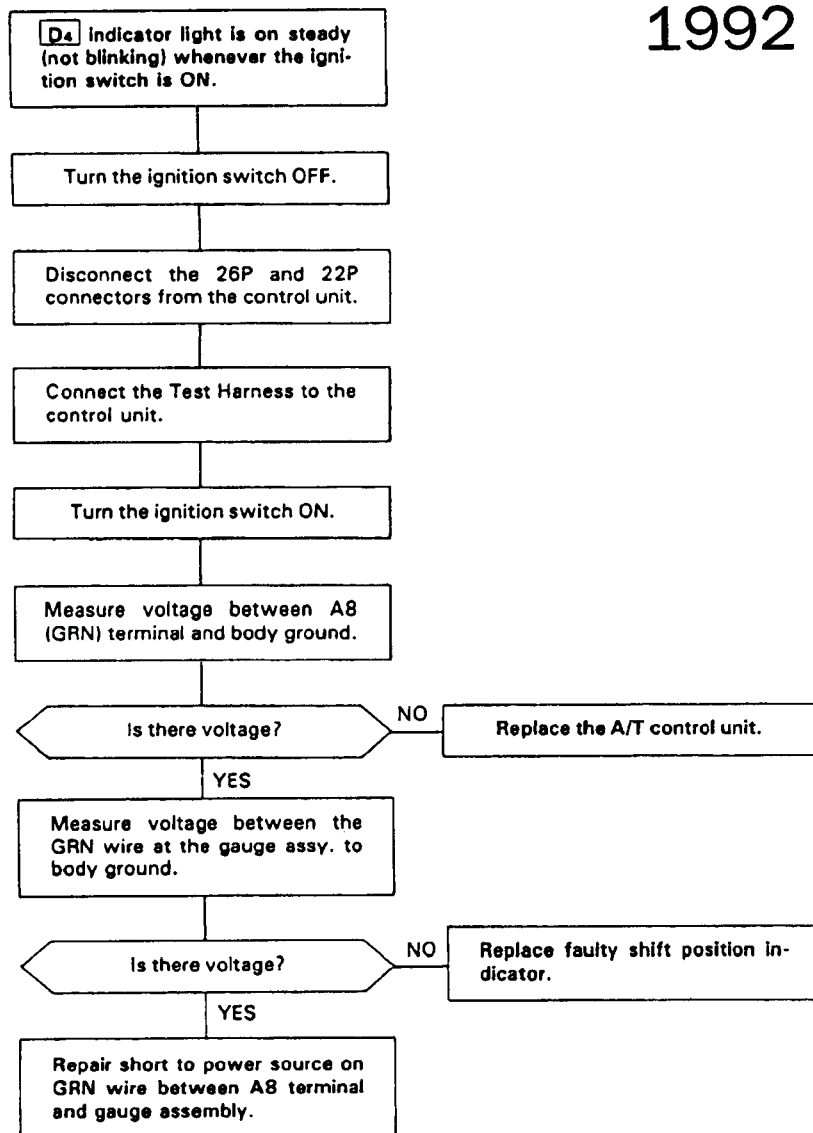 1992
D4 indicator light is on steady
(not blinking) whenever the igni-
tion switch is ON.
Turn the ignition switch OFF.
Disconnect the 26P and 22P
connectors from the control unit.
Connect the Test Harness to the
control unit.
Turn the ignition switch ON.
Measure voltage between A8
(GRN) terminal and body ground.
Is there voltage?
NO
Replace the A/T control unit.
YES
Measure voltage between the
GRN wire at the gauge assy. to
body ground.
Is there voltage?
NO
Replace faulty shift position in-
dicator.
YES
Repair short to power source on
GRN wire between A8 terminal
and gauge assembly.